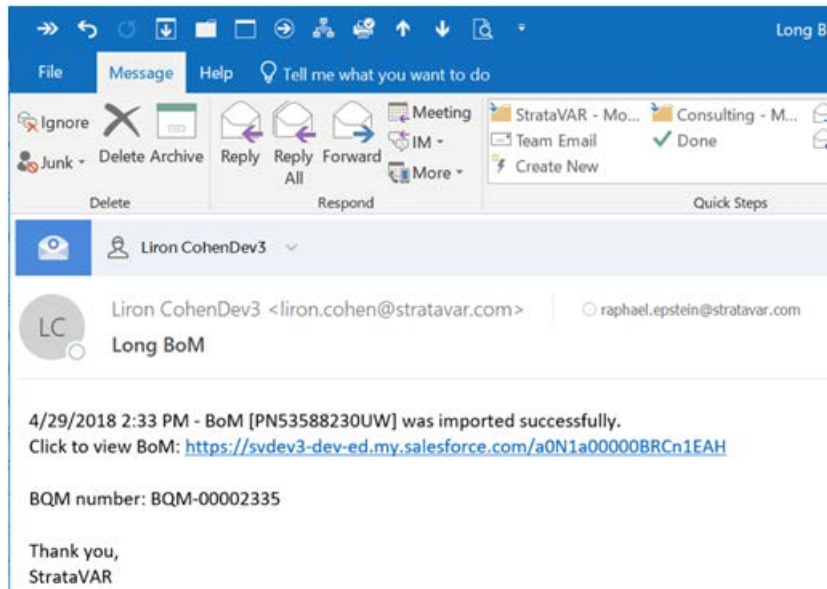 Long B
File Message Help Tell me what you want to do
Ignore
Junk
Delete Archive
Delete
Reply Reply All Forward
Meeting
IM
More
Respond
StrataVAR - Mo... Consulting - M...
Team Email Done
Create New
Quick Steps
Liron CohenDev3
LC
Liron CohenDev3 <liron.cohen@stratavar.com> raphael.epstein@stratavar.com
Long BoM
4/29/2018 2:33 PM - BoM [PN53588230UW] was imported successfully.
Click to view BoM: https://svdev3-dev-ed.my.salesforce.com/a0N1a00000BRCn1EAH
BQM number: BQM-00002335
Thank you,
StrataVAR